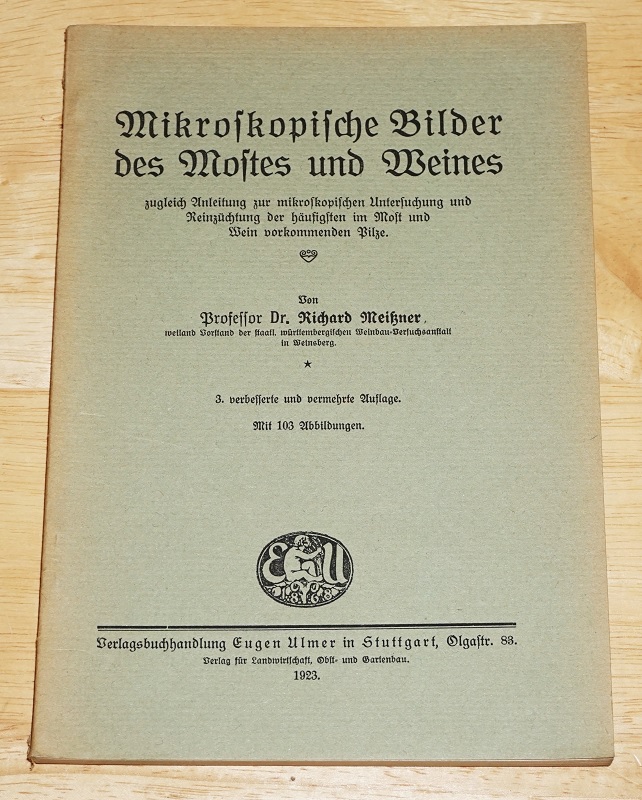 Mikroskopische Bilder
des Mostes und Weines
zugleich Anleitung zur mikroskopischen Untersuchung und
Reinzüchtung der häufigsten im Most und
Wein vorkommenden Pilze.
Von
Professor Dr. Richard Meißner,
weiland Vorstand der staatl. württembergischen Weinbau-Versuchsanstalt
in Weinsberg.
3. verbesserte und vermehrte Auflage.
Mit 103 Abbildungen.
E U
1868
Verlagsbuchhandlung Eugen Ulmer in Stuttgart, Olgastr. 83.
Verlag für Landwirtschaft, Obst- und Gartenbau.
1923.